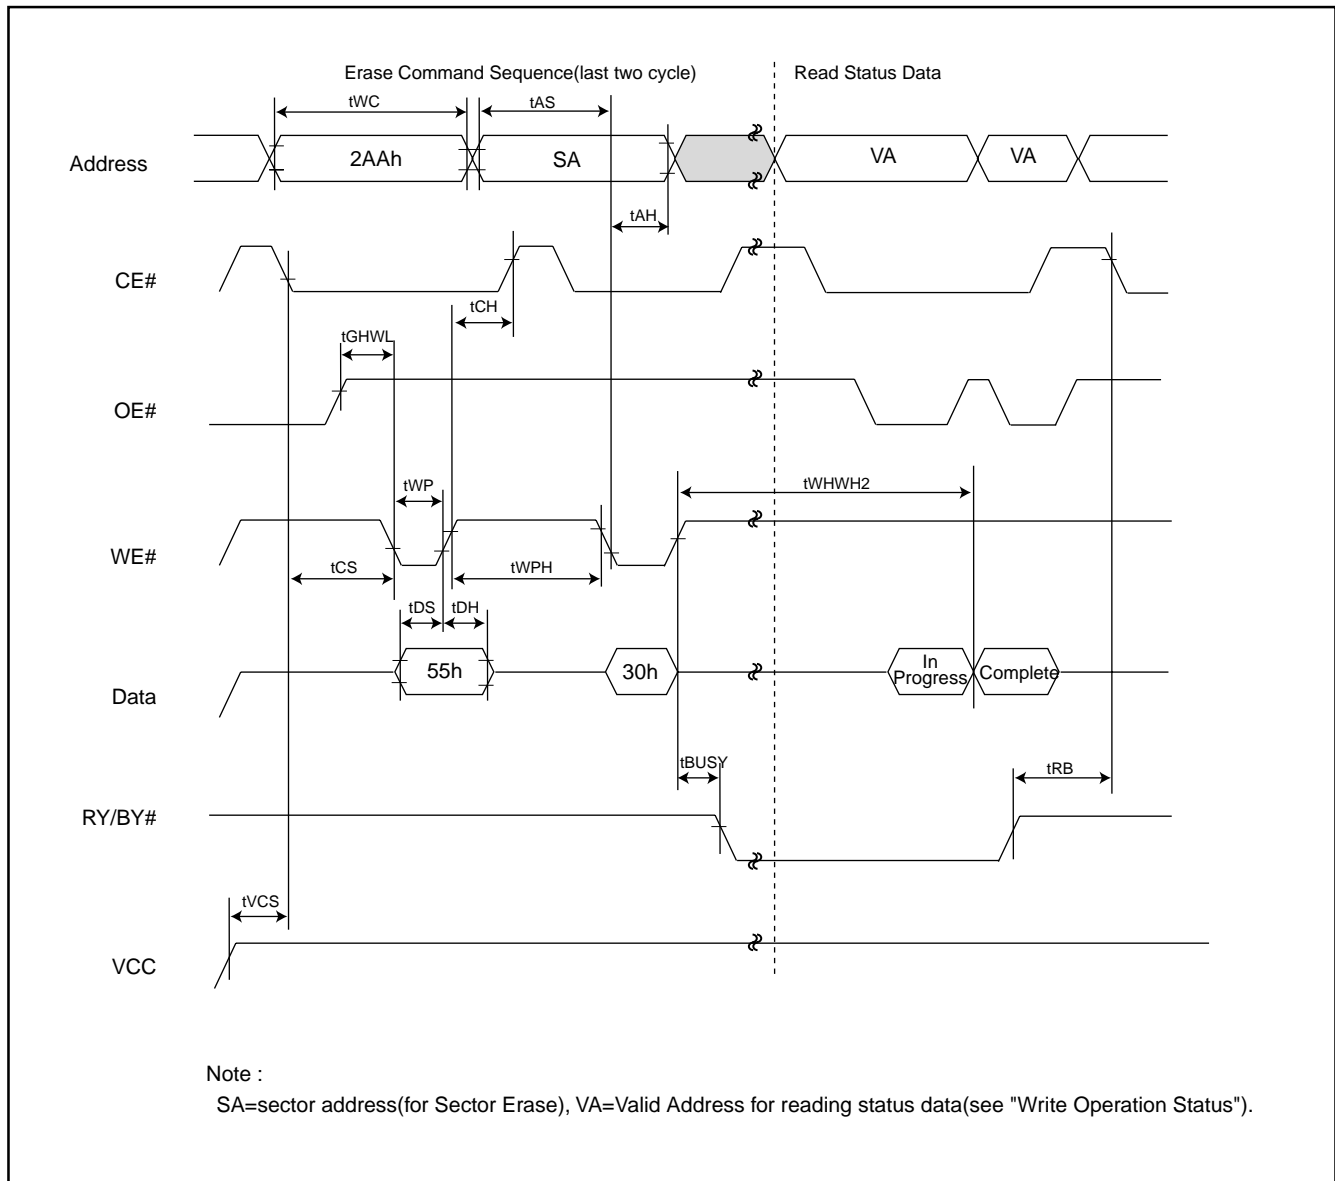 Erase Command Sequence(last two cycle)
Read Status Data
tWC
tAS
Address
2AAh
SA
VA
VA
tAH
CE#
tCH
tGHWL
OE#
tWP
tWHWH2
WE#
tCS
tWPH
tDS
tDH
Data
55h
30h
In
Progress
Complete
tBUSY
tRB
RY/BY#
tVCS
VCC
Note :
SA=sector address(for Sector Erase), VA=Valid Address for reading status data(see "Write Operation Status").